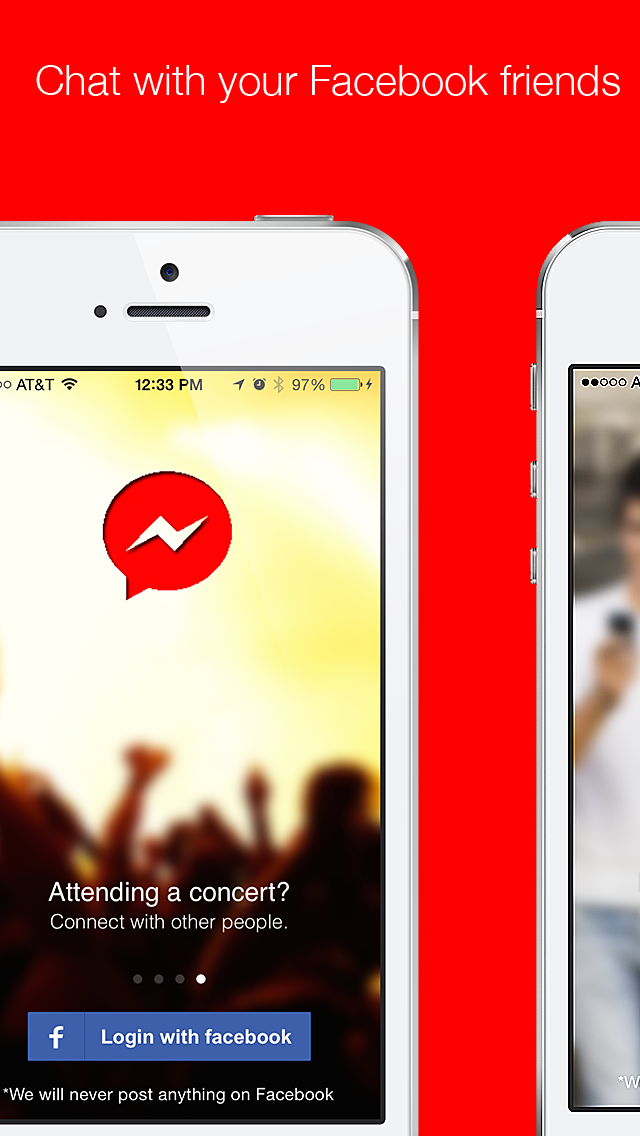 Chat with your Facebook friends
AT&T 12:33 PM 97%
Attending a concert?
Connect with other people.
f Login with facebook
*We will never post anything on Facebook